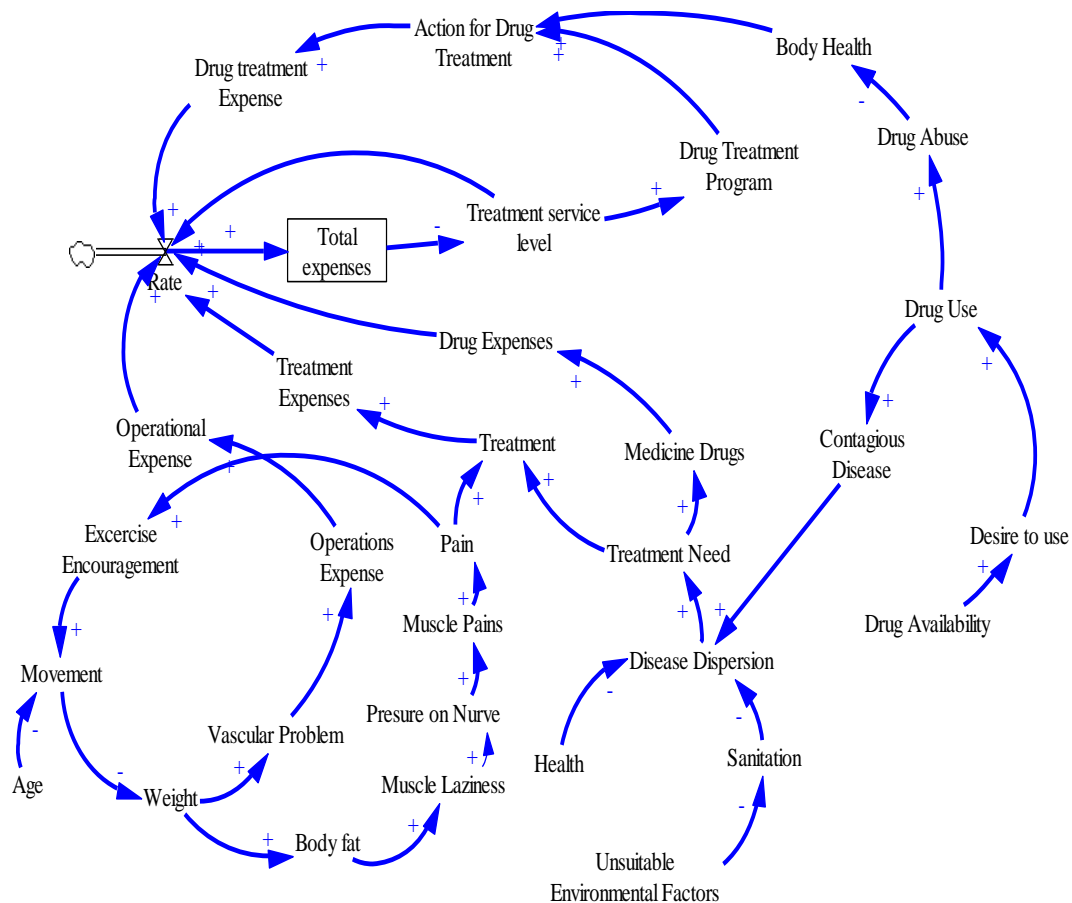 Action for Drug
Treatment
Body Health
Drug treatment
Expense
+
+
+
-
Drug Abuse
Drug Treatment
Program
+
+
+
Treatment service
level
Total
expenses
-
+
+
Rate
+
+
Drug Use
Drug Expenses
+
Treatment
Expenses
+
+
+
Operational
Expense
+
Treatment
Medicine Drugs
Contagious
Disease
+
+
+
+
Excercise
Encouragement
Operations
Expense
Pain
Treatment Need
Desire to use
+
+
+
+
+
+
Muscle Pains
Drug Availability
Movement
+
Disease Dispersion
-
Presure on Nurve
-
-
Vascular Problem
+
Sanitation
Health
Age
-
+
Muscle Laziness
Weight
-
+
+
Body fat
Unsuitable
Environmental Factors